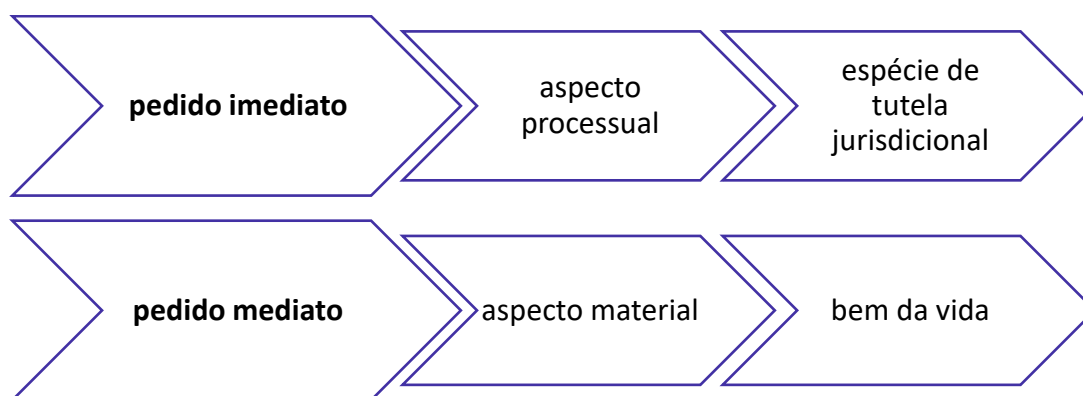 pedido imediato
aspecto
processual
espécie de
tutela
jurisdicional
pedido mediato
aspecto material
bem da vida